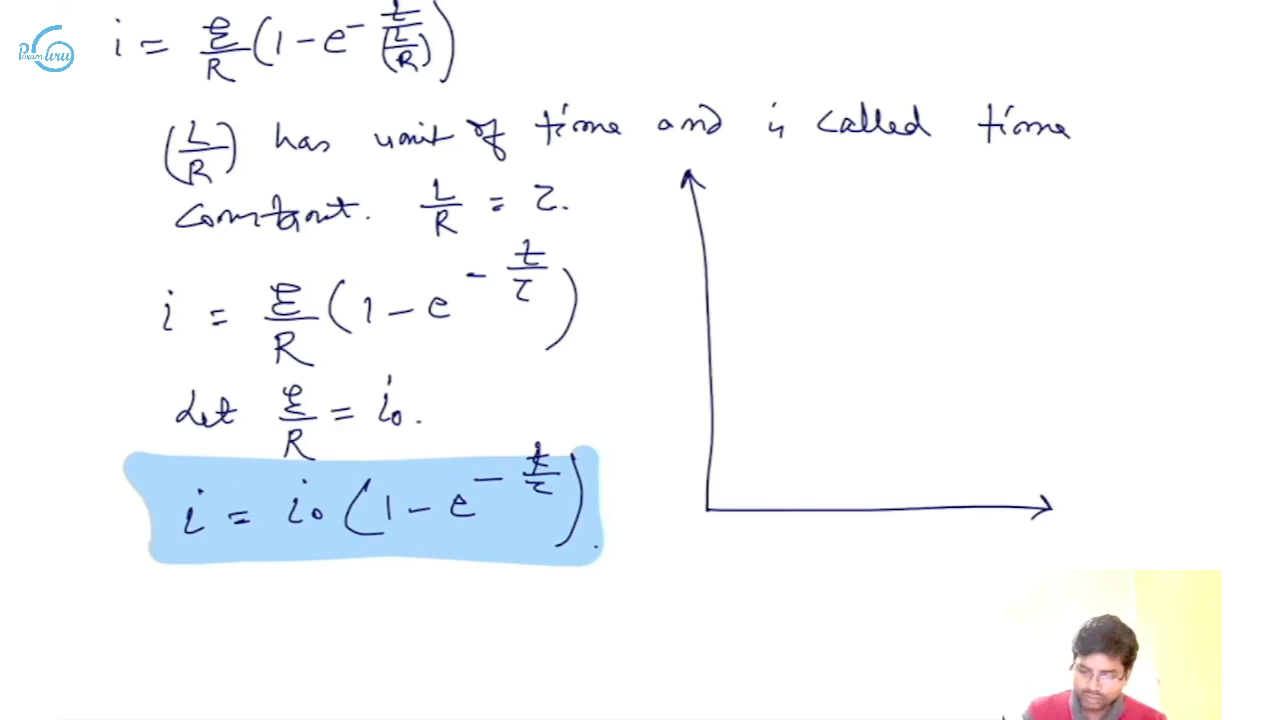 i = ξ/R (1 - e^- t/(L/R))
(L/R) has unit of time and is called time
constant. L/R = τ.
i = ξ/R (1 - e^- t/τ)
Let ξ/R = i₀.
i = i₀ (1 - e^- t/τ).